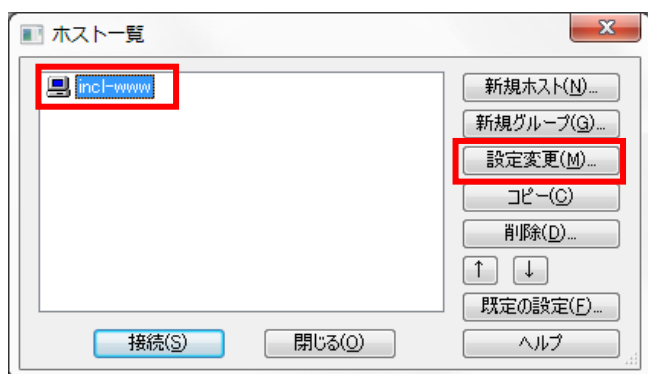 ホスト一覧
incl-www
新規ホスト(N)...
新規グループ(G)...
設定変更(M)...
コピー(C)
削除(D)...
↑ ↓
既定の設定(F)...
接続(S) 閉じる(O) ヘルプ